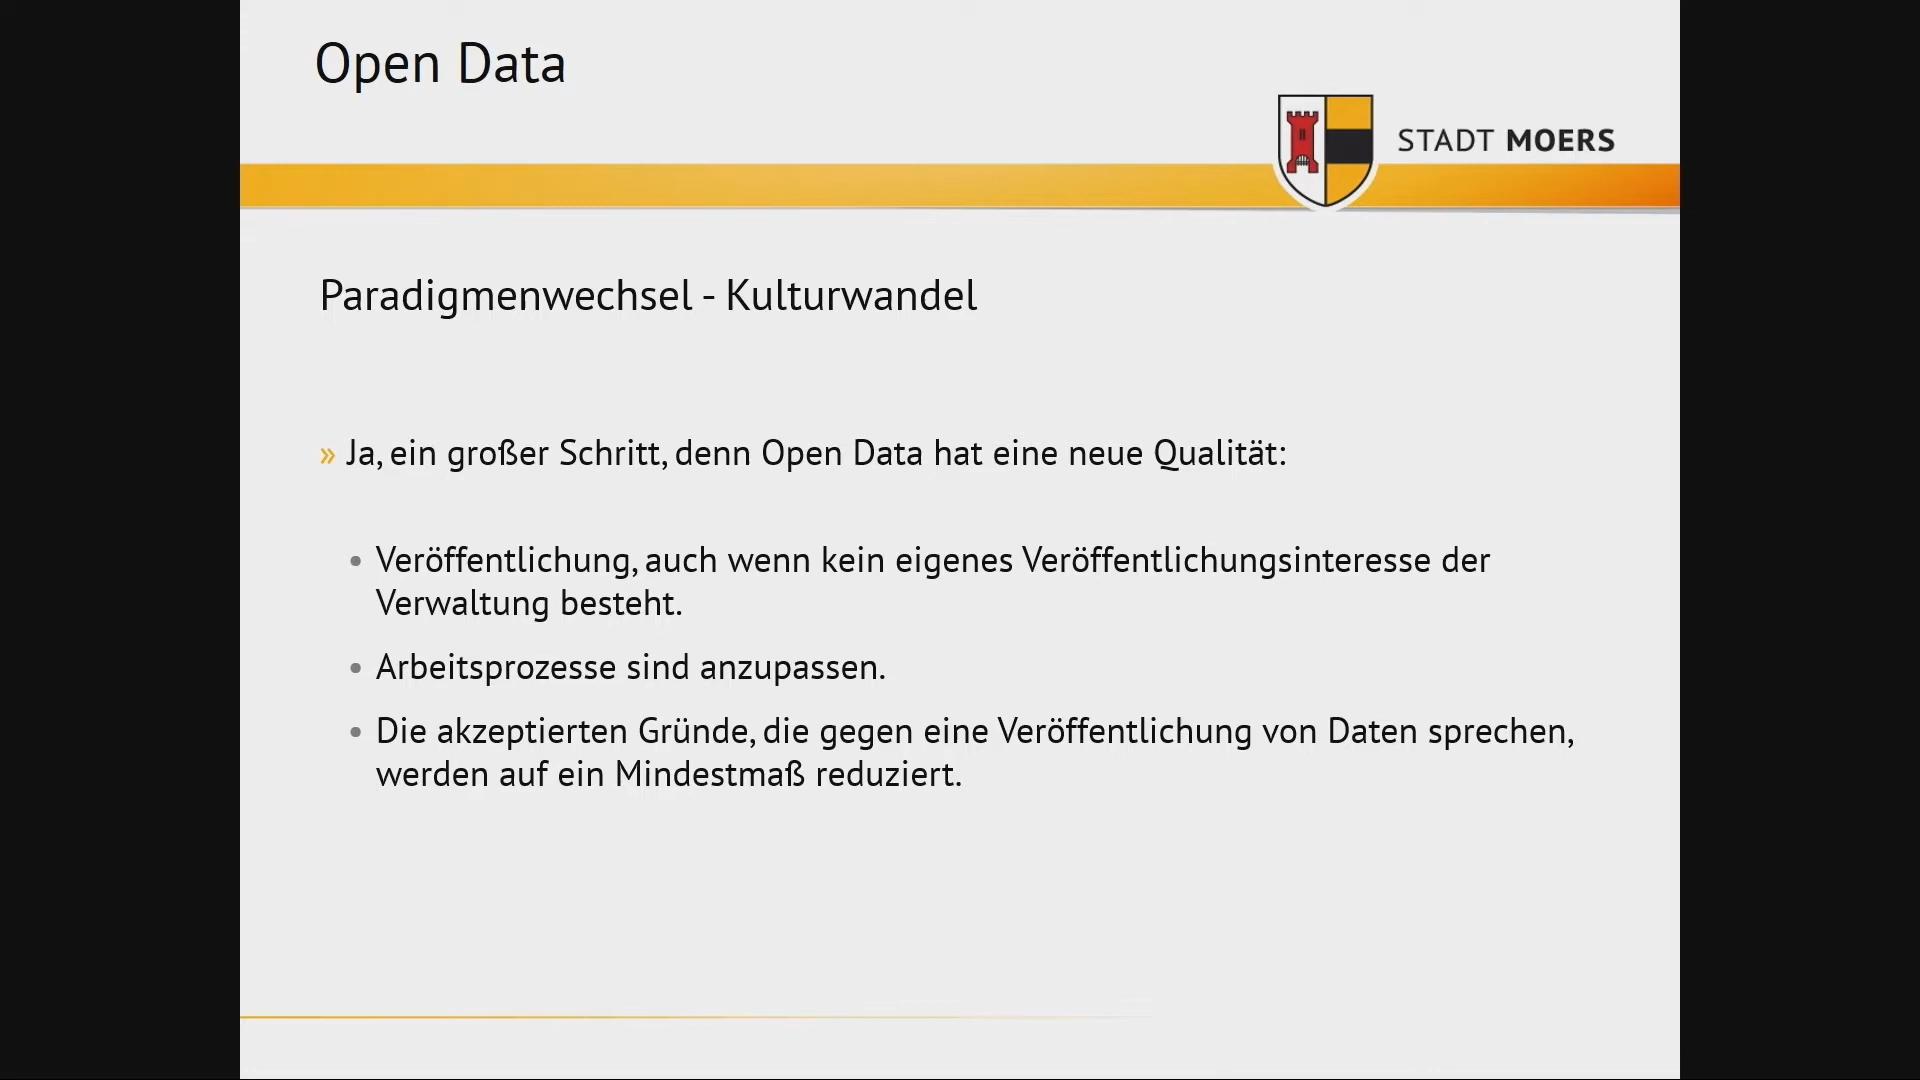 Open Data
STADT MOERS
Paradigmenwechsel - Kulturwandel
» Ja, ein großer Schritt, denn Open Data hat eine neue Qualität:
• Veröffentlichung, auch wenn kein eigenes Veröffentlichungsinteresse der
Verwaltung besteht.
• Arbeitsprozesse sind anzupassen.
• Die akzeptierten Gründe, die gegen eine Veröffentlichung von Daten sprechen,
werden auf ein Mindestmaß reduziert.